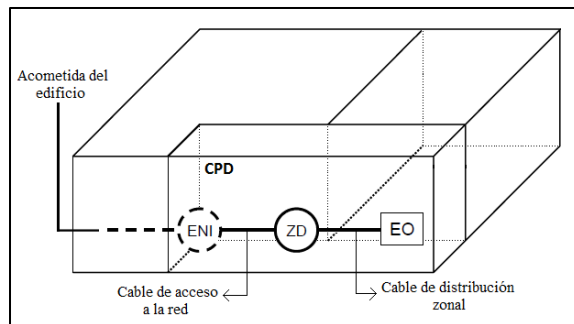 Acometida del
edificio
CPD
ENI
ZD
EO
Cable de acceso
a la red
Cable de distribución
zonal